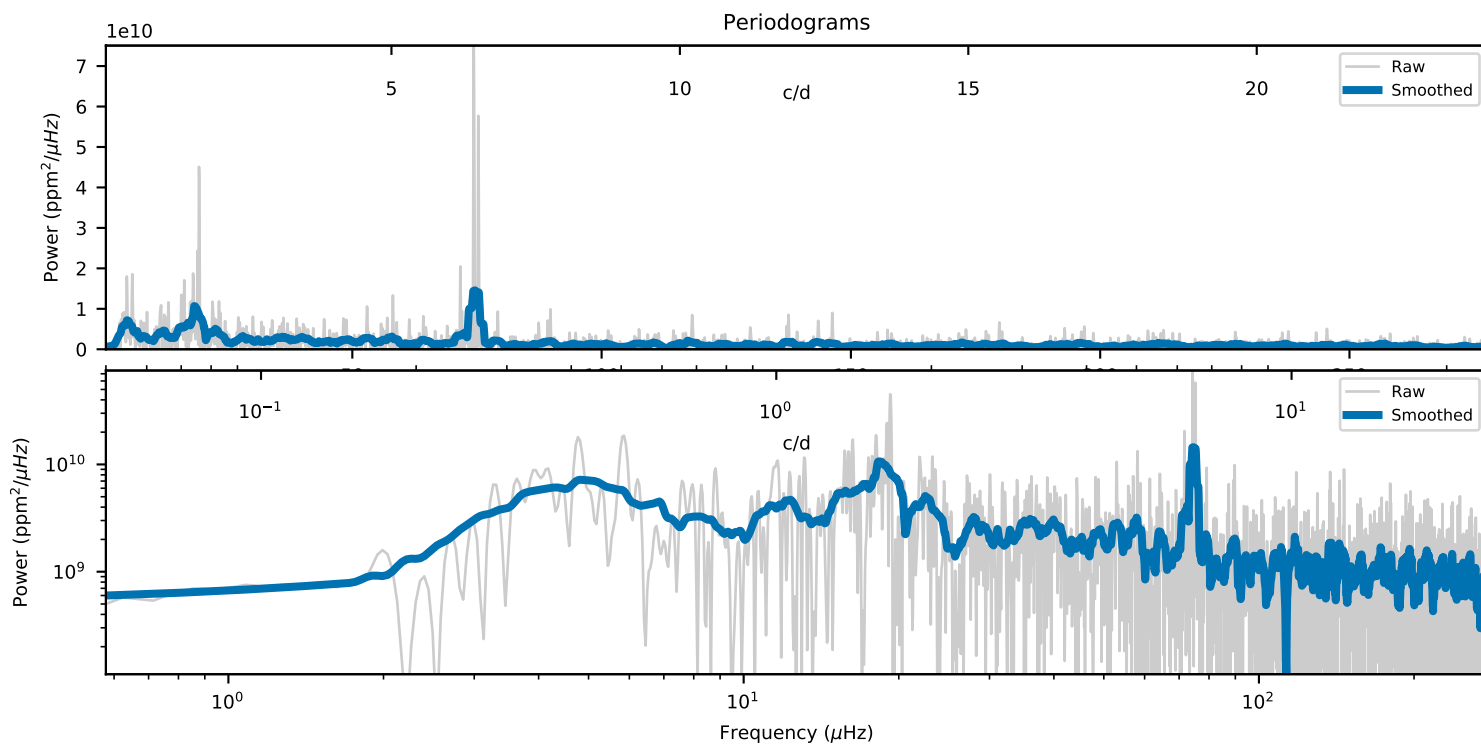 Periodograms
1e10
Power (ppm²/μHz)
7
6
5
4
3
2
1
0
5 10 15 20
c/d
Raw
Smoothed
10⁻¹ 10⁰ 10¹
c/d
Raw
Smoothed
Power (ppm²/μHz)
10¹⁰
10⁹
10⁰ 10¹ 10²
Frequency (μHz)